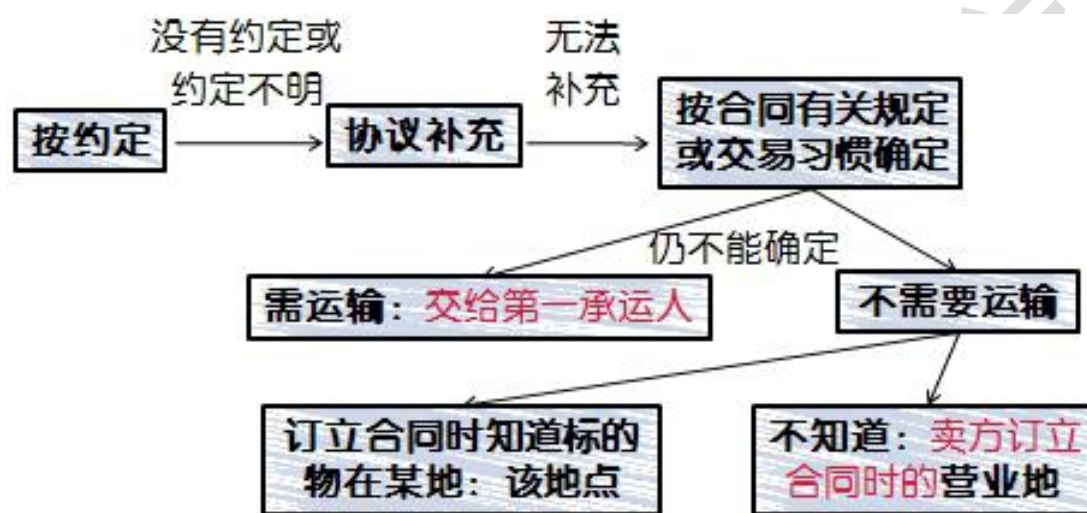 没有约定或
约定不明
无法
补充
按约定
协议补充
按合同有关规定
或交易习惯确定
仍不能确定
需运输：交给第一承运人
不需要运输
订立合同时知道标的
物在某地：该地点
不知道：卖方订立
合同时的营业地